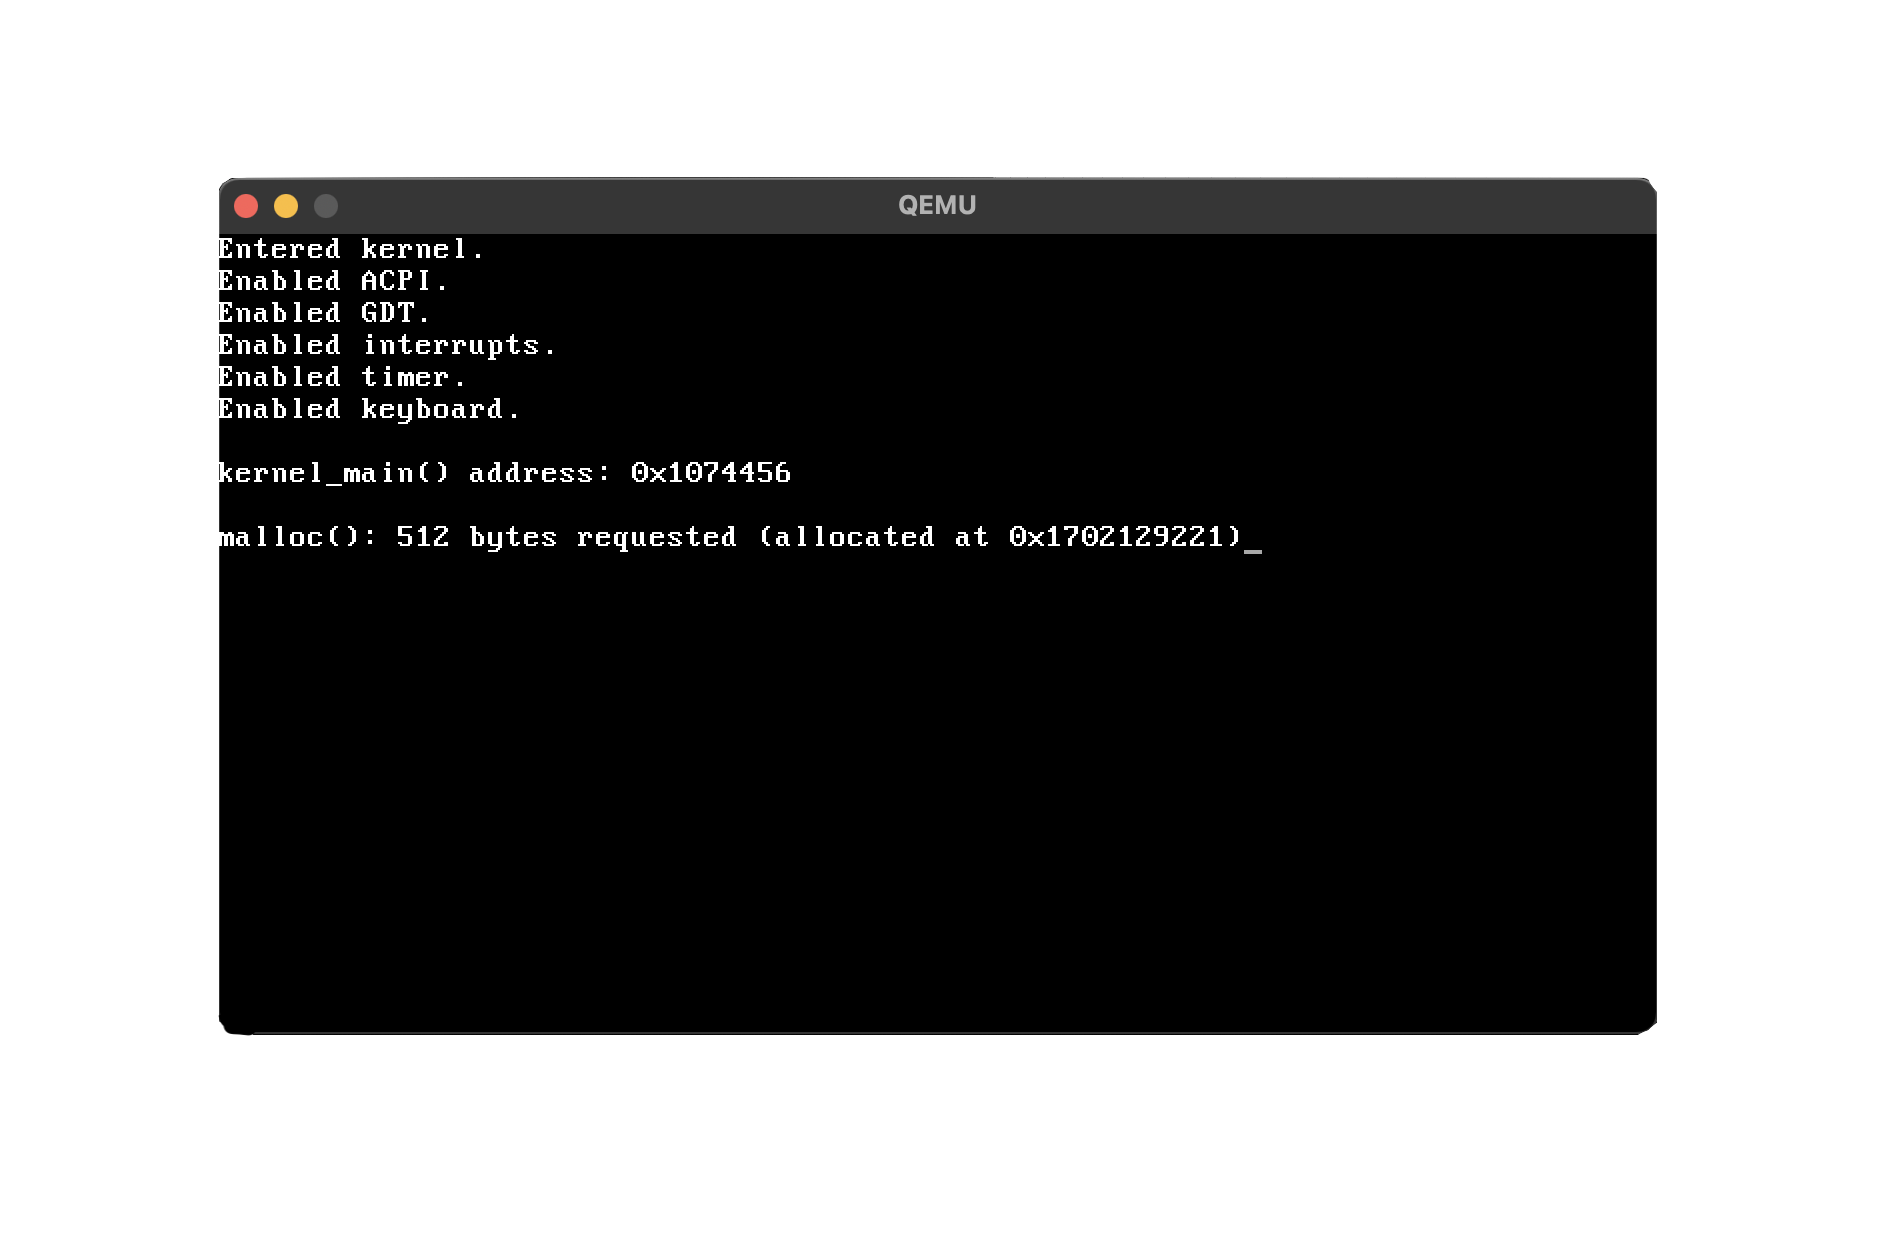 QEMU
Entered kernel.
Enabled ACPI.
Enabled GDT.
Enabled interrupts.
Enabled timer.
Enabled keyboard.
kernel_main() address: 0x1074456
malloc(): 512 bytes requested (allocated at 0x1702129221)_